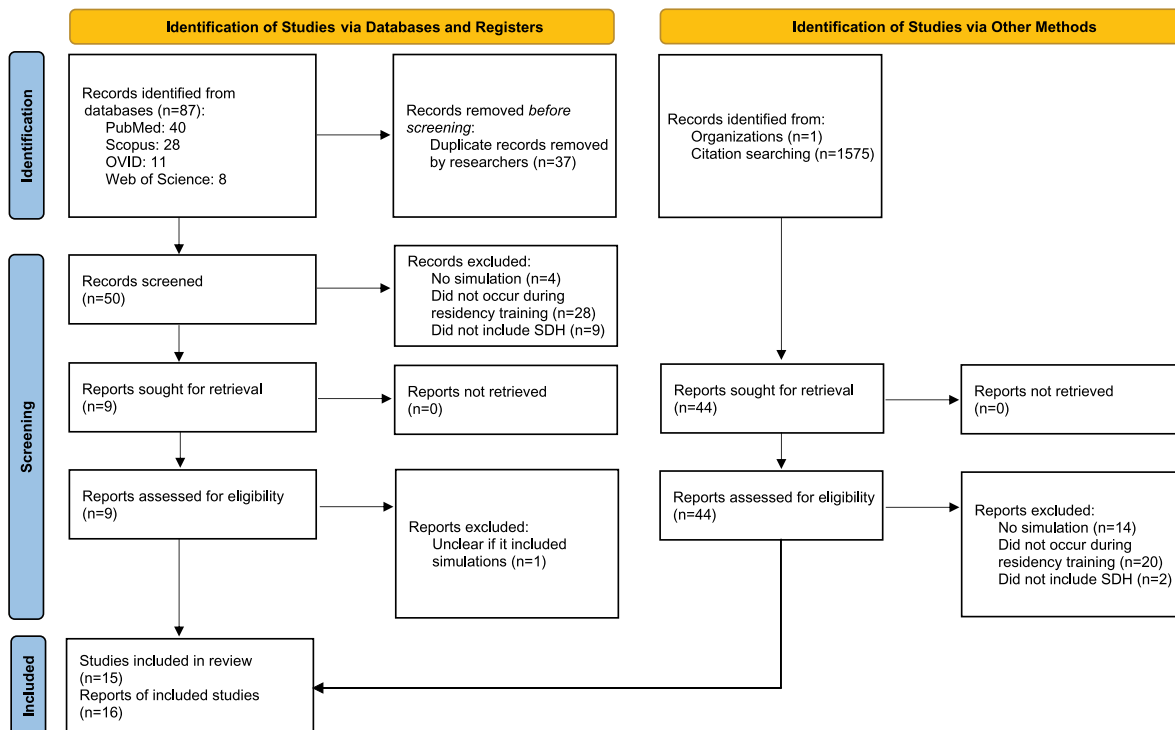 Identification of Studies via Databases and Registers
Identification of Studies via Other Methods
Identification
Records identified from
databases (n=87):
PubMed: 40
Scopus: 28
OVID: 11
Web of Science: 8
Records removed before
screening:
Duplicate records removed
by researchers (n=37)
Records identified from:
Organizations (n=1)
Citation searching (n=1575)
Screening
Records screened
(n=50)
Records excluded:
No simulation (n=4)
Did not occur during
residency training (n=28)
Did not include SDH (n=9)
Reports sought for retrieval
(n=9)
Reports not retrieved
(n=0)
Reports sought for retrieval
(n=44)
Reports not retrieved
(n=0)
Reports assessed for eligibility
(n=9)
Reports excluded:
Unclear if it included
simulations (n=1)
Reports assessed for eligibility
(n=44)
Reports excluded:
No simulation (n=14)
Did not occur during
residency training (n=20)
Did not include SDH (n=2)
Included
Studies included in review
(n=15)
Reports of included studies
(n=16)